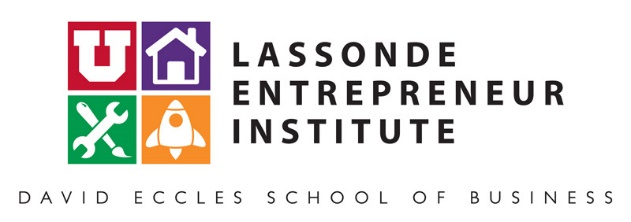 U
LASSONDE
ENTREPRENEUR
INSTITUTE
DAVID ECCLES SCHOOL OF BUSINESS